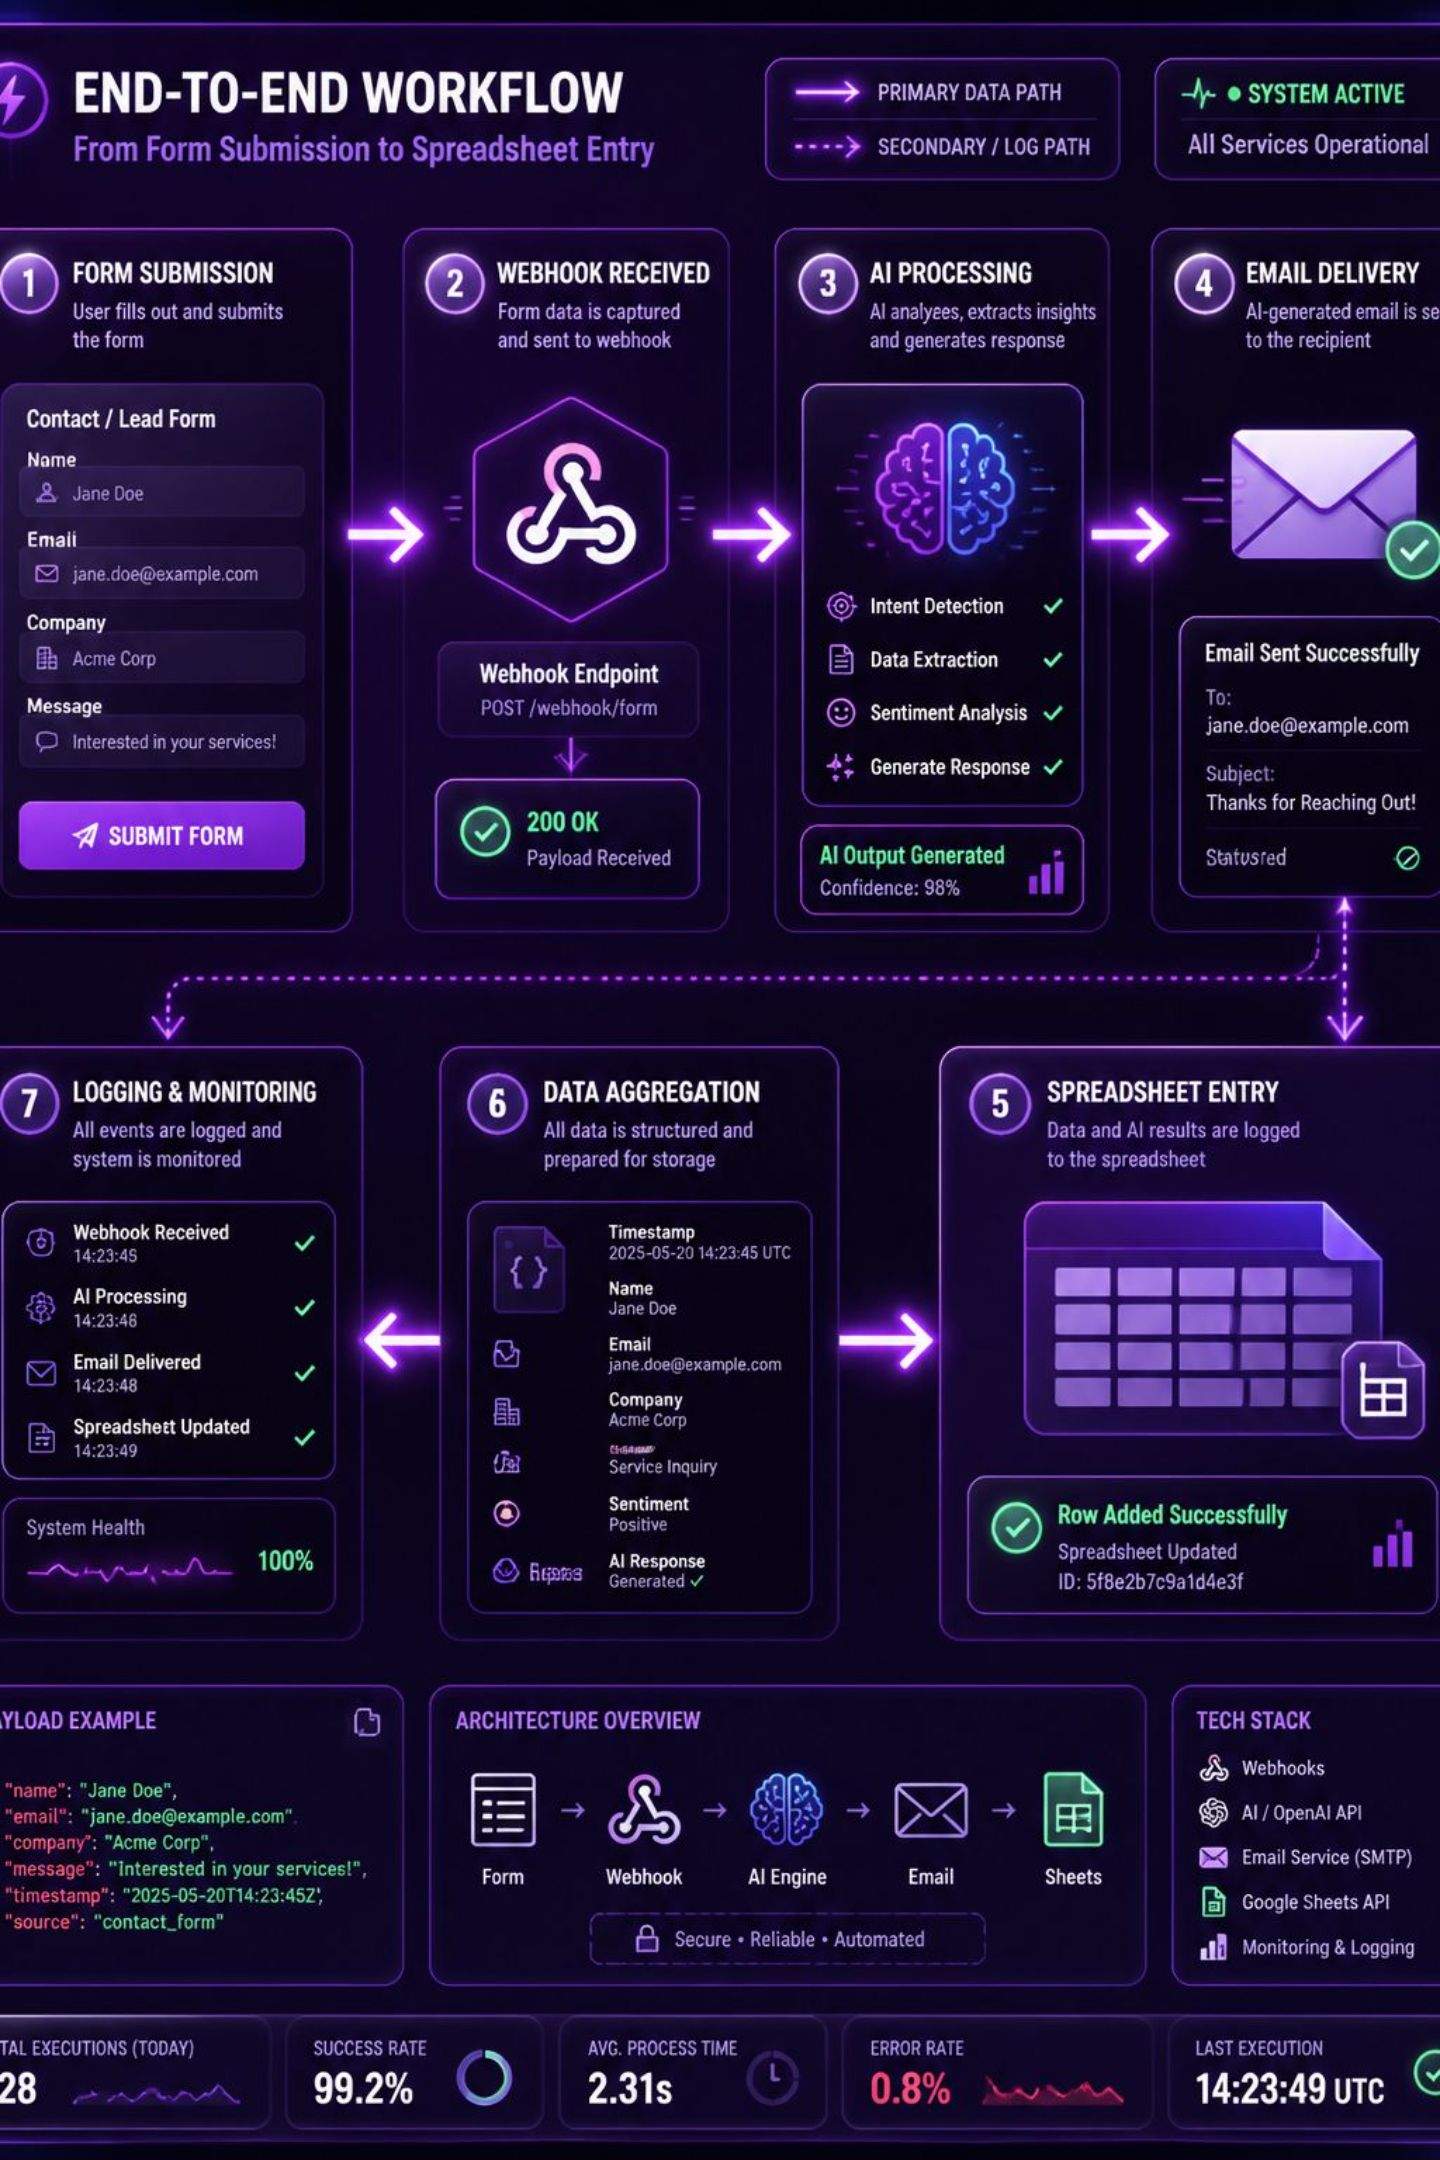 END-TO-END WORKFLOW
From Form Submission to Spreadsheet Entry
PRIMARY DATA PATH
SECONDARY / LOG PATH
SYSTEM ACTIVE
All Services Operational
1
FORM SUBMISSION
User fills out and submits
the form
Contact / Lead Form
Name
Jane Doe
Email
jane.doe@example.com
Company
Acme Corp
Message
Interested in your services!
SUBMIT FORM
2
WEBHOOK RECEIVED
Form data is captured
and sent to webhook
Webhook Endpoint
POST /webhook/form
200 OK
Payload Received
3
AI PROCESSING
AI analyees, extracts insights
and generates response
Intent Detection
Data Extraction
Sentiment Analysis
Generate Response
AI Output Generated
Confidence: 98%
4
EMAIL DELIVERY
AI-generated email is se
to the recipient
Email Sent Successfully
To:
jane.doe@example.com
Subject:
Thanks for Reaching Out!
7
LOGGING & MONITORING
All events are logged and
system is monitored
Webhook Received
14:23:45
AI Processing
14:23:46
Email Delivered
14:23:48
Spreadshett Updated
14:23:49
System Health
100%
6
DATA AGGREGATION
All data is structured and
prepared for storage
{ }
Timestamp
2025-05-20 14:23:45 UTC
Name
Jane Doe
Email
jane.doe@example.com
Company
Acme Corp
Service Inquiry
Sentiment
Positive
AI Response
Generated ✓
5
SPREADSHEET ENTRY
Data and AI results are logged
to the spreadsheet
Row Added Successfully
Spreadsheet Updated
ID: 5f8e2b7c9a1d4e3f
AYLOAD EXAMPLE
"name": "Jane Doe",
"email": "jane.doe@example.com".
"company": "Acme Corp",
"message": "Interested in your services!",
"timestamp": "2025-05-20T14:23:45Z',
"source": "contact_form"
ARCHITECTURE OVERVIEW
Form
Webhook
AI Engine
Email
Sheets
Secure • Reliable • Automated
TECH STACK
Webhooks
AI / OpenAI API
Email Service (SMTP)
Google Sheets API
Monitoring & Logging
TAL EXECUTIONS (TODAY)
28
SUCCESS RATE
99.2%
AVG. PROCESS TIME
2.31s
ERROR RATE
0.8%
LAST EXECUTION
14:23:49 UTC